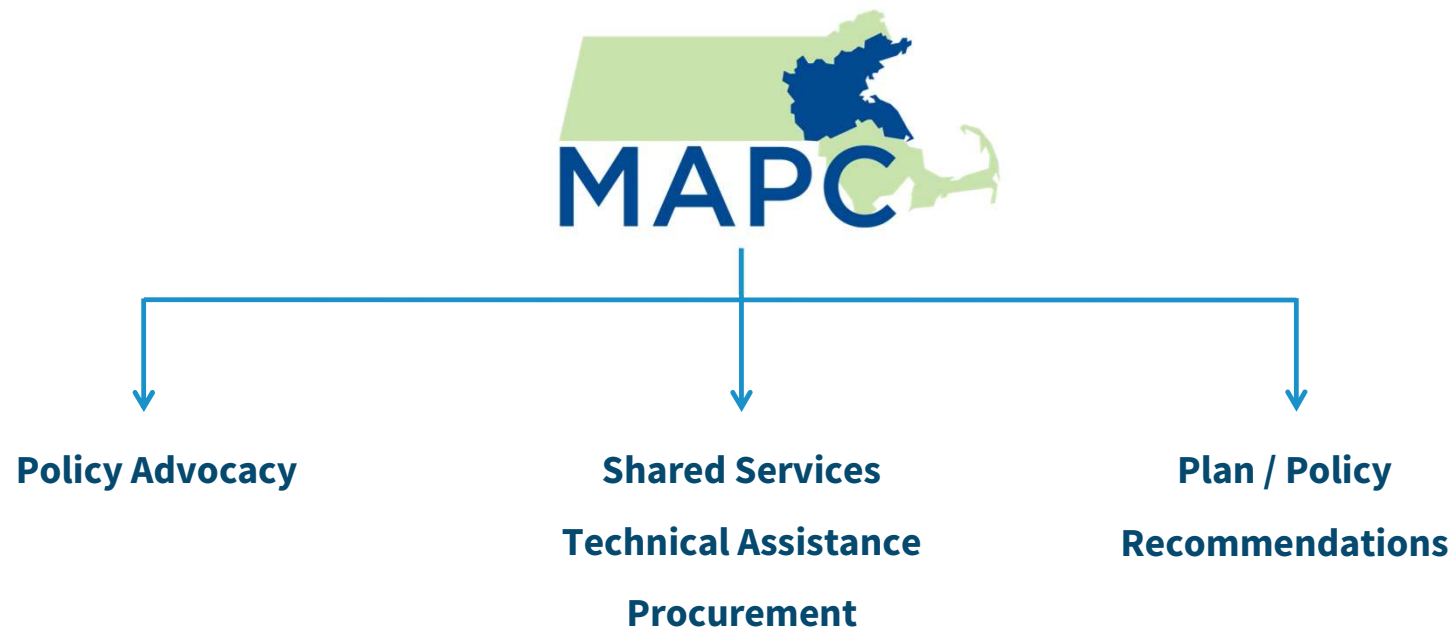 MAPC
Policy Advocacy
Shared Services
Technical Assistance
Procurement
Plan / Policy
Recommendations